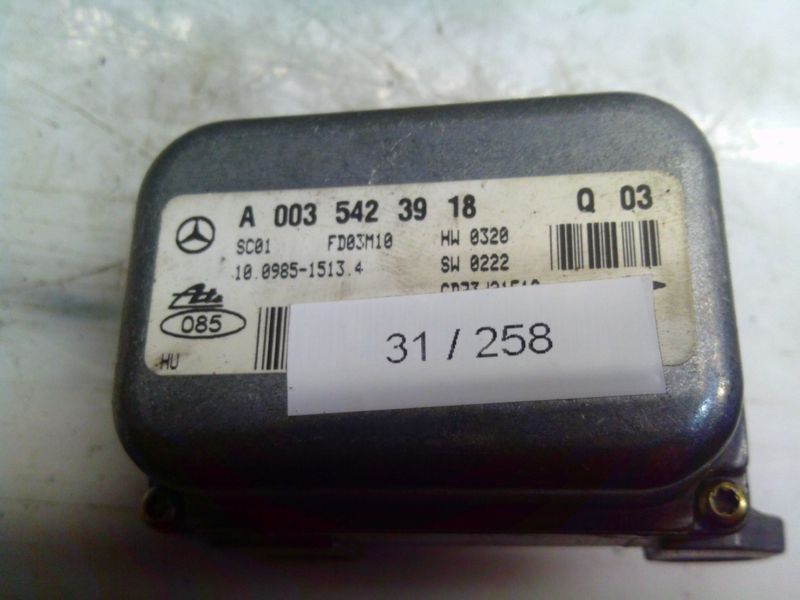 A 003 542 39 18 Q 03
SC01 FD03M10 HW 0320
10.0985-1513.4 SW 0222
Ate
085
HU
31 / 258